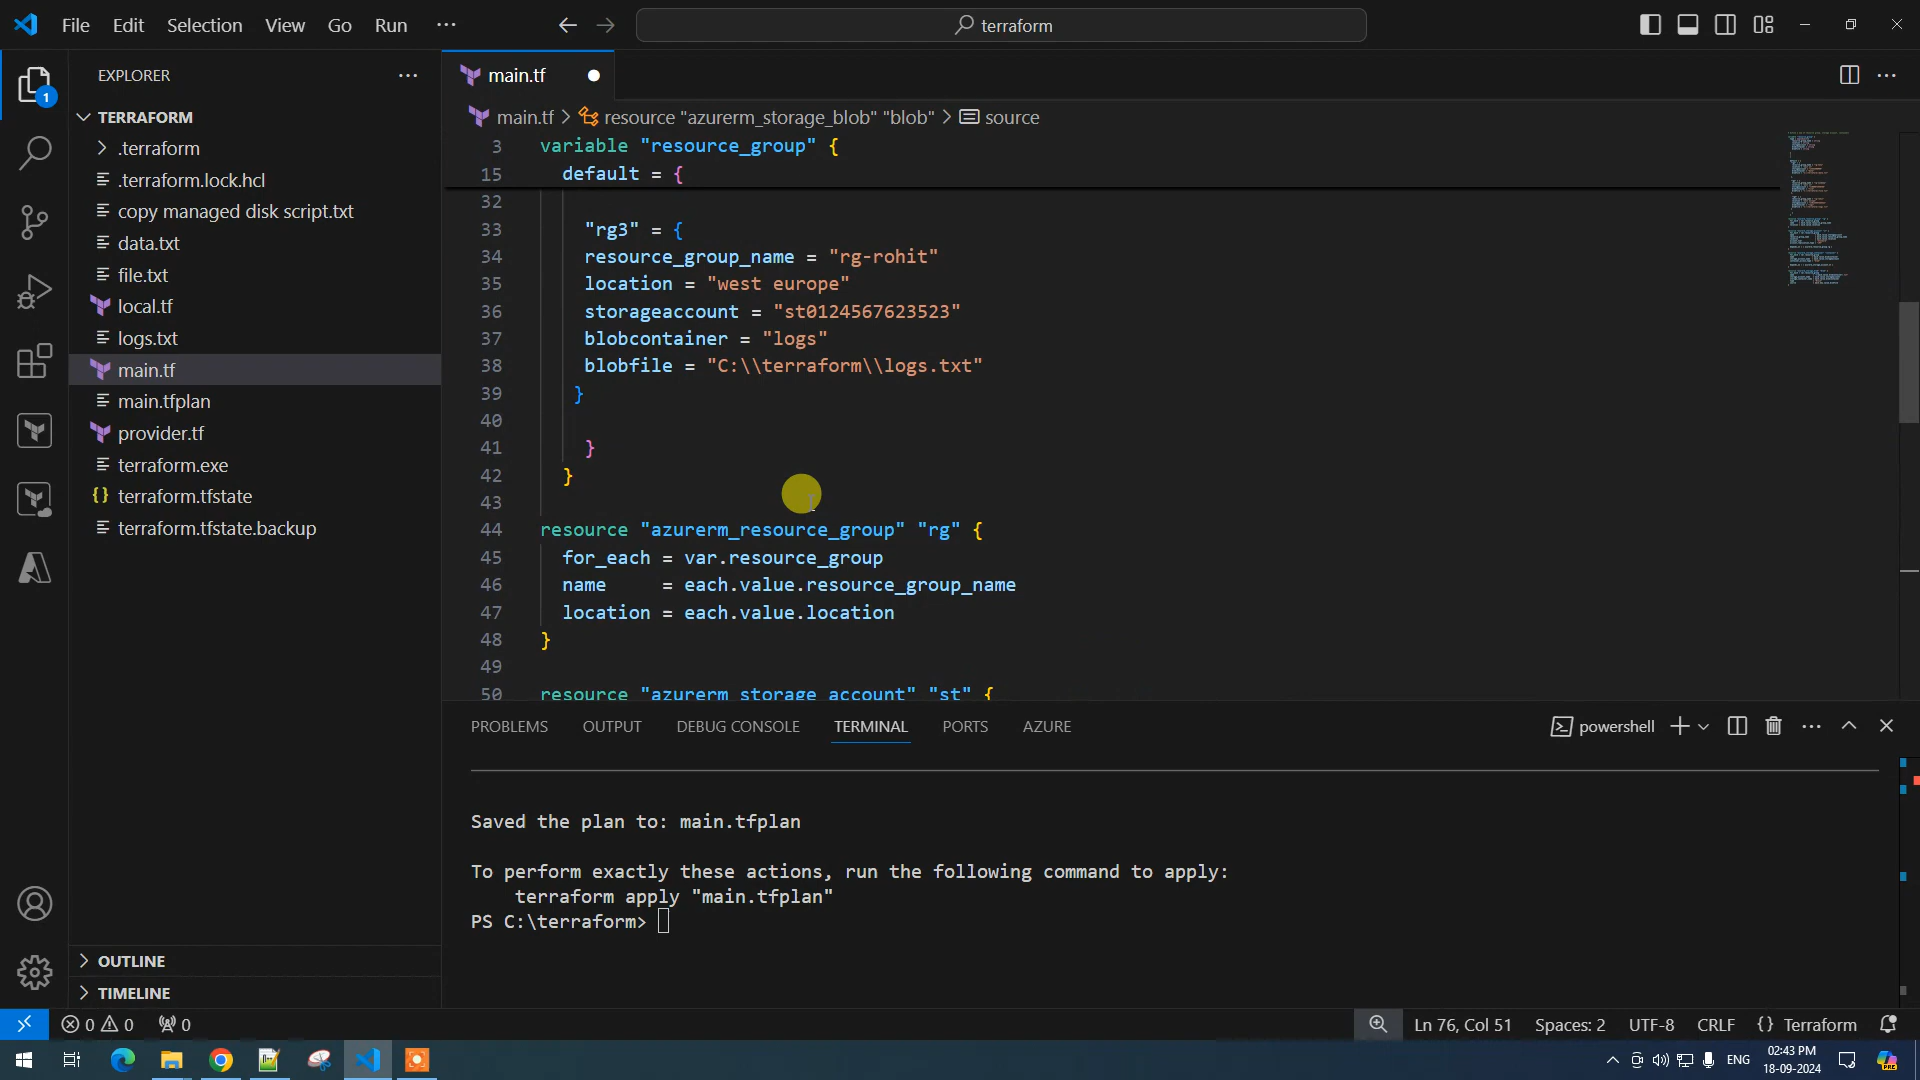 File Edit Selection View Go Run ··· terraform
EXPLORER
TERRAFORM
.terraform
.terraform.lock.hcl
copy managed disk script.txt
data.txt
file.txt
local.tf
logs.txt
main.tf
main.tfplan
provider.tf
terraform.exe
terraform.tfstate
terraform.tfstate.backup
OUTLINE
TIMELINE
1
main.tf
main.tf > resource "azurerm_storage_blob" "blob" > source
3 variable "resource_group" {
15 default = {
32
33 "rg3" = {
34 resource_group_name = "rg-rohit"
35 location = "west europe"
36 storageaccount = "st0124567623523"
37 blobcontainer = "logs"
38 blobfile = "C:\\terraform\\logs.txt"
39 }
40
41 }
42 }
43
44 resource "azurerm_resource_group" "rg" {
45 for_each = var.resource_group
46 name     = each.value.resource_group_name
47 location = each.value.location
48 }
49
50 resource "azurerm_storage_account" "st" {
PROBLEMS OUTPUT DEBUG CONSOLE TERMINAL PORTS AZURE powershell
Saved the plan to: main.tfplan
To perform exactly these actions, run the following command to apply:
terraform apply "main.tfplan"
PS C:\terraform>
0 0 0 Ln 76, Col 51 Spaces: 2 UTF-8 CRLF {} Terraform
ENG 02:43 PM
18-09-2024